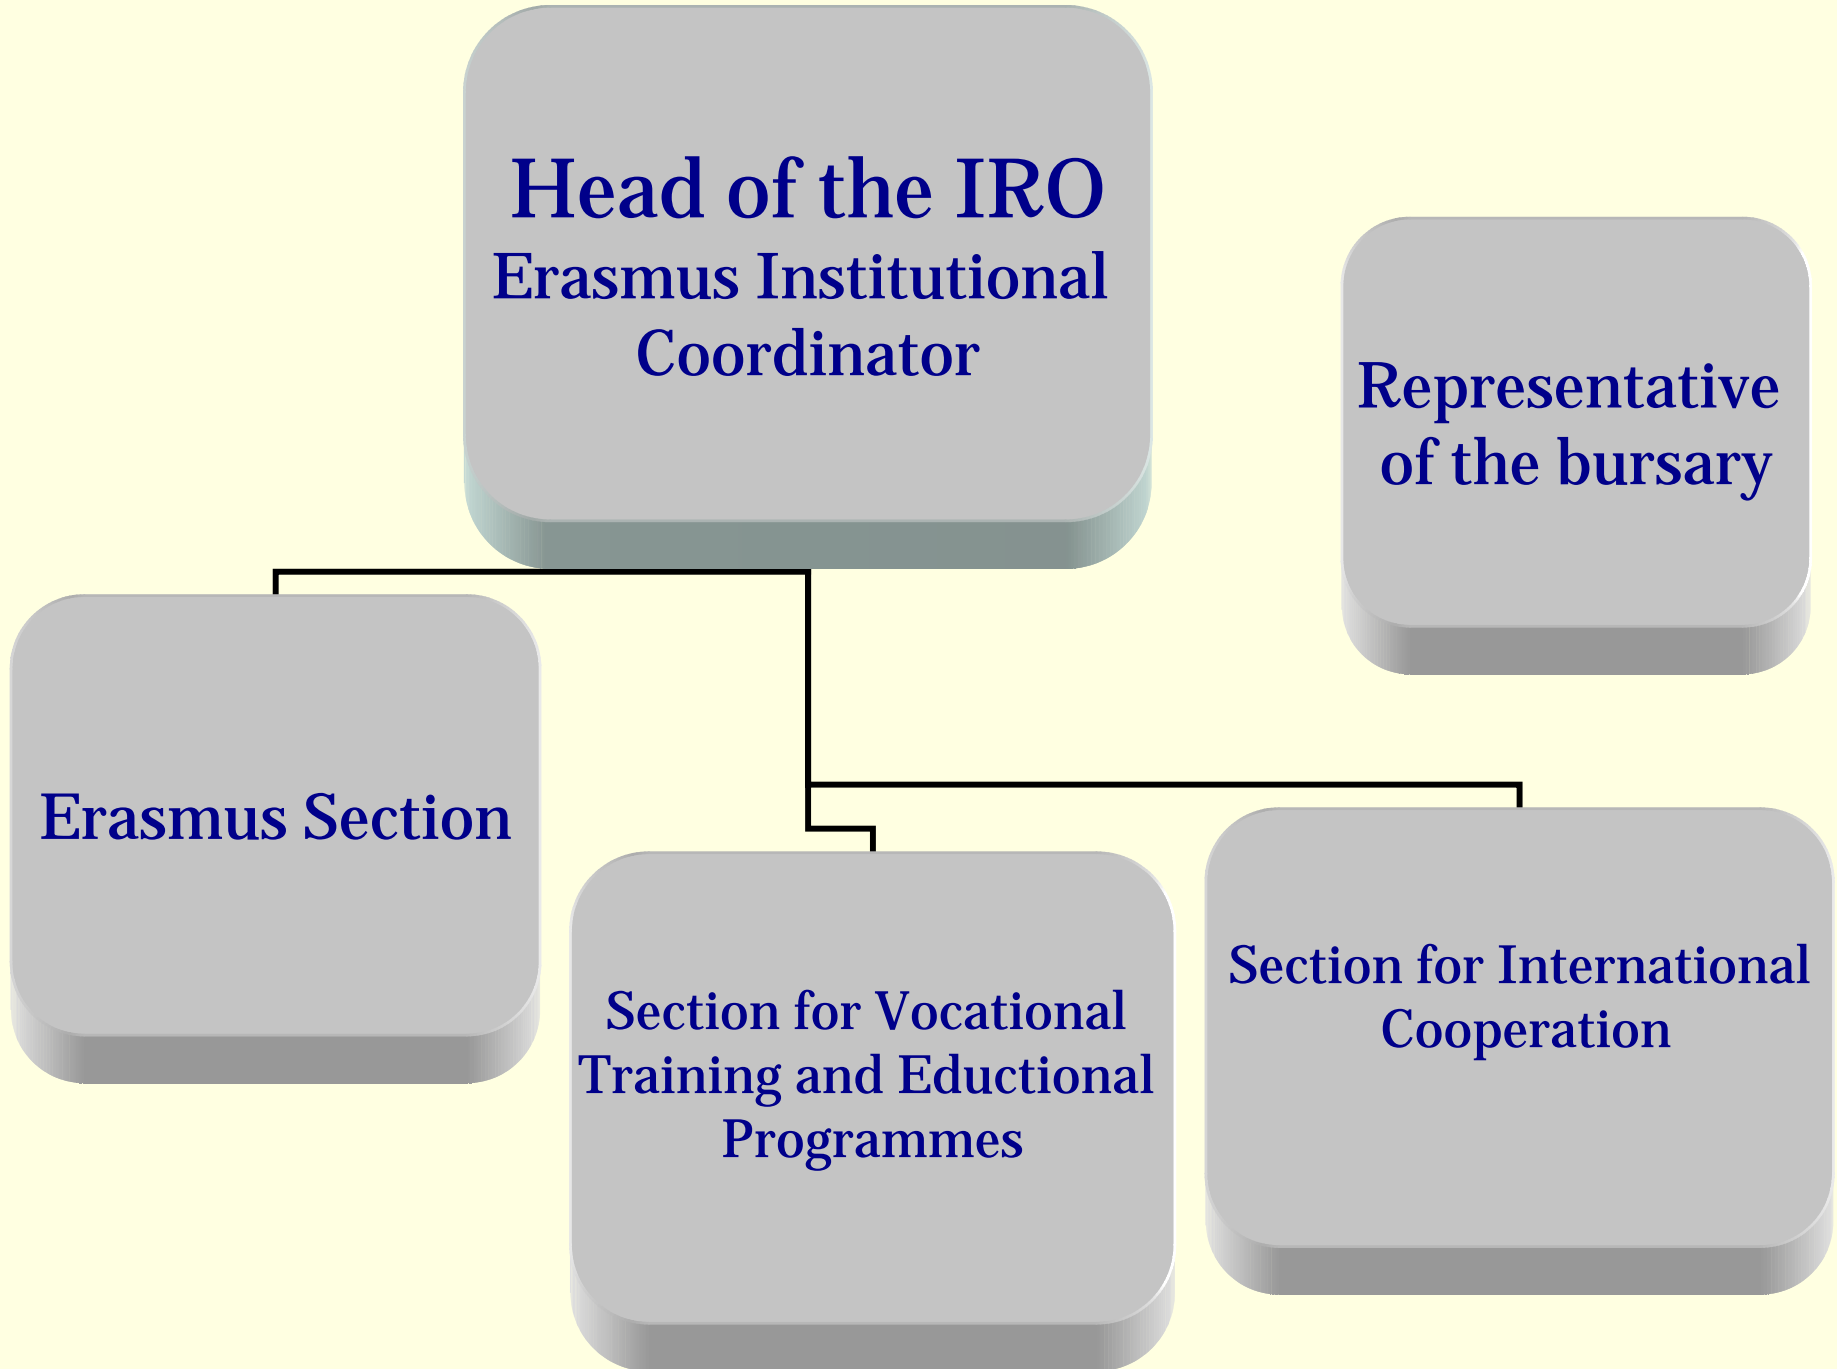 Head of the IRO
Erasmus Institutional
Coordinator
Representative
of the bursary
Erasmus Section
Section for Vocational
Training and Eductional
Programmes
Section for International
Cooperation